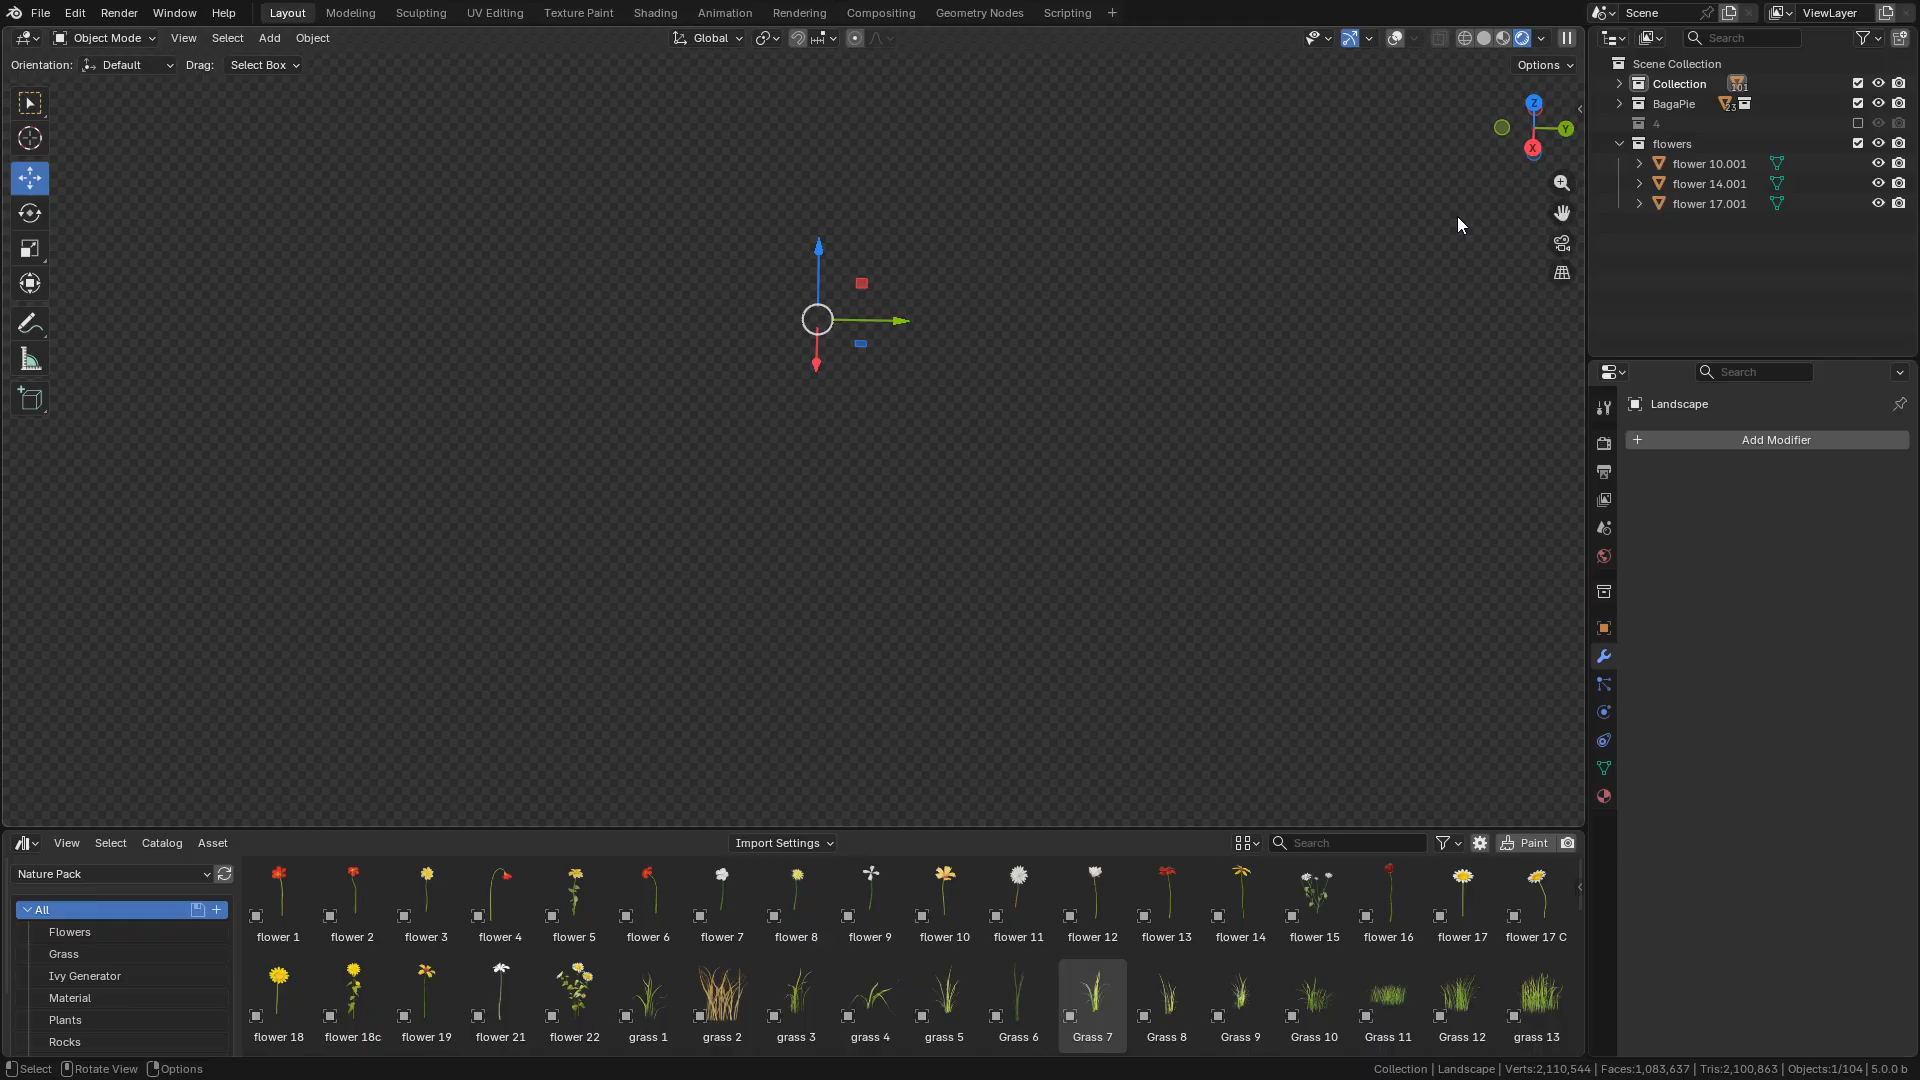 File Edit Render Window Help Layout Modeling Sculpting UV Editing Texture Paint Shading Animation Rendering Compositing Geometry Nodes Scripting + Scene ViewLayer
Object Mode View Select Add Object Global Search
Orientation: Default Drag: Select Box Options
Scene Collection
Collection 101
BagaPie 23
4
flowers
flower 10.001
flower 14.001
flower 17.001
Z
Y
X
Search
Landscape
+ Add Modifier
View Select Catalog Asset Import Settings Search Paint
Nature Pack
All
Flowers
Grass
Ivy Generator
Material
Plants
Rocks
flower 1 flower 2 flower 3 flower 4 flower 5 flower 6 flower 7 flower 8 flower 9 flower 10 flower 11 flower 12 flower 13 flower 14 flower 15 flower 16 flower 17 flower 17 C
flower 18 flower 18c flower 19 flower 21 flower 22 grass 1 grass 2 grass 3 grass 4 grass 5 Grass 6 Grass 7 Grass 8 Grass 9 Grass 10 Grass 11 Grass 12 grass 13
Select Rotate View Options Collection | Landscape | Verts:2,110,544 | Faces:1,083,637 | Tris:2,100,863 | Objects:1/104 | 5.0.0 b